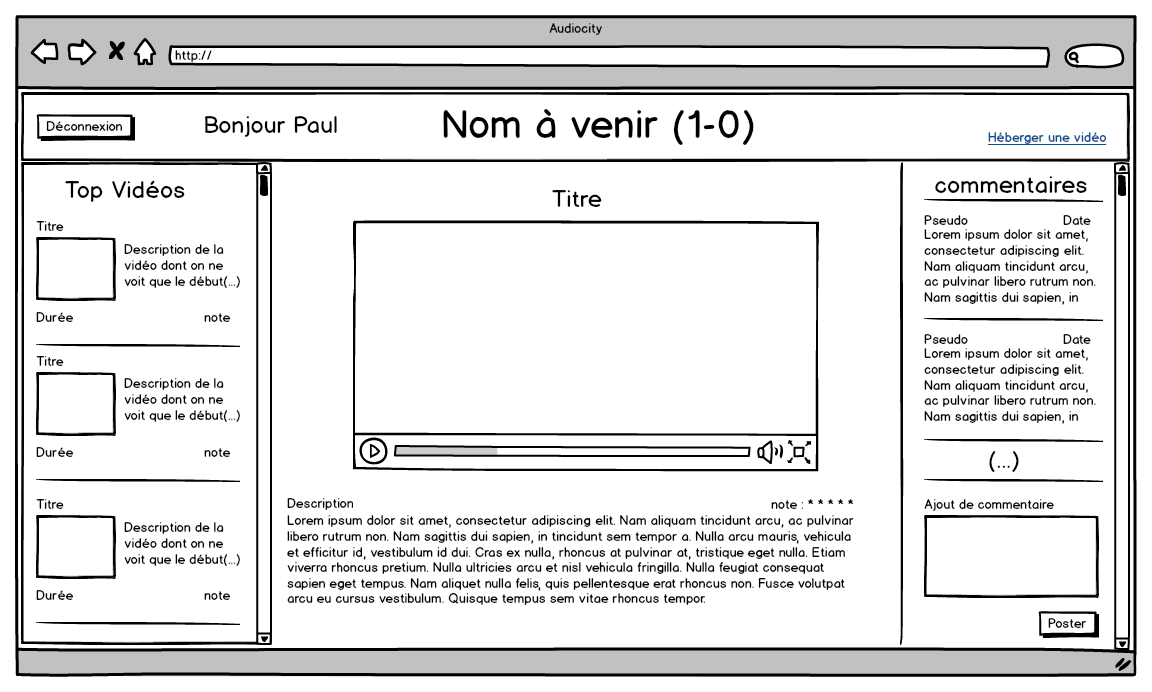 Audiocity
http://
Déconnexion
Bonjour Paul
Nom à venir (1-0)
Héberger une vidéo
Top Vidéos
Titre
Description de la
vidéo dont on ne
voit que le début(...)
Durée note
Titre
Description de la
vidéo dont on ne
voit que le début(...)
Durée note
Titre
Description de la
vidéo dont on ne
voit que le début(...)
Durée note
Titre
Description note : * * * * *
Lorem ipsum dolor sit amet, consectetur adipiscing elit. Nam aliquam tincidunt arcu, ac pulvinar
libero rutrum non. Nam sagittis dui sapien, in tincidunt sem tempor a. Nulla arcu mauris, vehicula
et efficitur id, vestibulum id dui. Cras ex nulla, rhoncus at pulvinar at, tristique eget nulla. Etiam
viverra rhoncus pretium. Nulla ultricies arcu et nisl vehicula fringilla. Nulla feugiat consequat
sapien eget tempus. Nam aliquet nulla felis, quis pellentesque erat rhoncus non. Fusce volutpat
arcu eu cursus vestibulum. Quisque tempus sem vitae rhoncus tempor.
commentaires
Pseudo Date
Lorem ipsum dolor sit amet,
consectetur adipiscing elit.
Nam aliquam tincidunt arcu,
ac pulvinar libero rutrum non.
Nam sagittis dui sapien, in
Pseudo Date
Lorem ipsum dolor sit amet,
consectetur adipiscing elit.
Nam aliquam tincidunt arcu,
ac pulvinar libero rutrum non.
Nam sagittis dui sapien, in
(...)
Ajout de commentaire
Poster